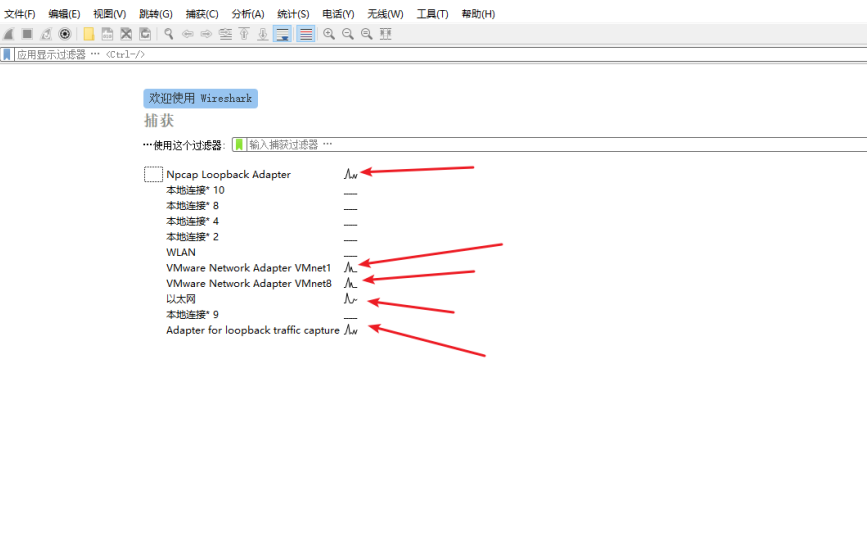 文件(F) 编辑(E) 视图(V) 跳转(G) 捕获(C) 分析(A) 统计(S) 电话(Y) 无线(W) 工具(T) 帮助(H)
应用显示过滤器 … <Ctrl-/>
欢迎使用 Wireshark
捕获
…使用这个过滤器: 输入捕获过滤器 …
Npcap Loopback Adapter
本地连接* 10
本地连接* 8
本地连接* 4
本地连接* 2
WLAN
VMware Network Adapter VMnet1
VMware Network Adapter VMnet8
以太网
本地连接* 9
Adapter for loopback traffic capture